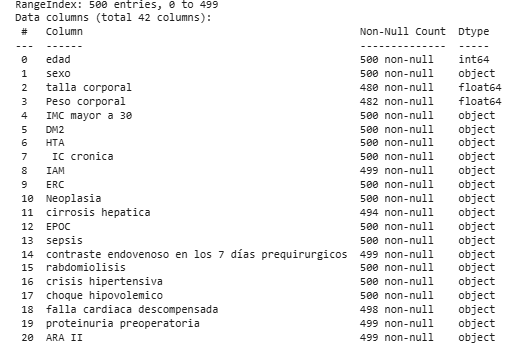 RangeIndex: 500 entries, 0 to 499
Data columns (total 42 columns):
 #   Column                                             Non-Null Count  Dtype
---  ------                                             --------------  -----
 0   edad                                               500 non-null    int64
 1   sexo                                               500 non-null    object
 2   talla corporal                                     480 non-null    float64
 3   Peso corporal                                      482 non-null    float64
 4   IMC mayor a 30                                     500 non-null    object
 5   DM2                                                500 non-null    object
 6   HTA                                                500 non-null    object
 7    IC cronica                                        500 non-null    object
 8   IAM                                                499 non-null    object
 9   ERC                                                500 non-null    object
 10  Neoplasia                                          500 non-null    object
 11  cirrosis hepatica                                  494 non-null    object
 12  EPOC                                               500 non-null    object
 13  sepsis                                             500 non-null    object
 14  contraste endovenoso en los 7 días prequirurgicos  499 non-null    object
 15  rabdomiolisis                                      500 non-null    object
 16  crisis hipertensiva                                500 non-null    object
 17  choque hipovolemico                                500 non-null    object
 18  falla cardiaca descompensada                       498 non-null    object
 19  proteinuria preoperatoria                          499 non-null    object
 20  ARA II                                             499 non-null    object